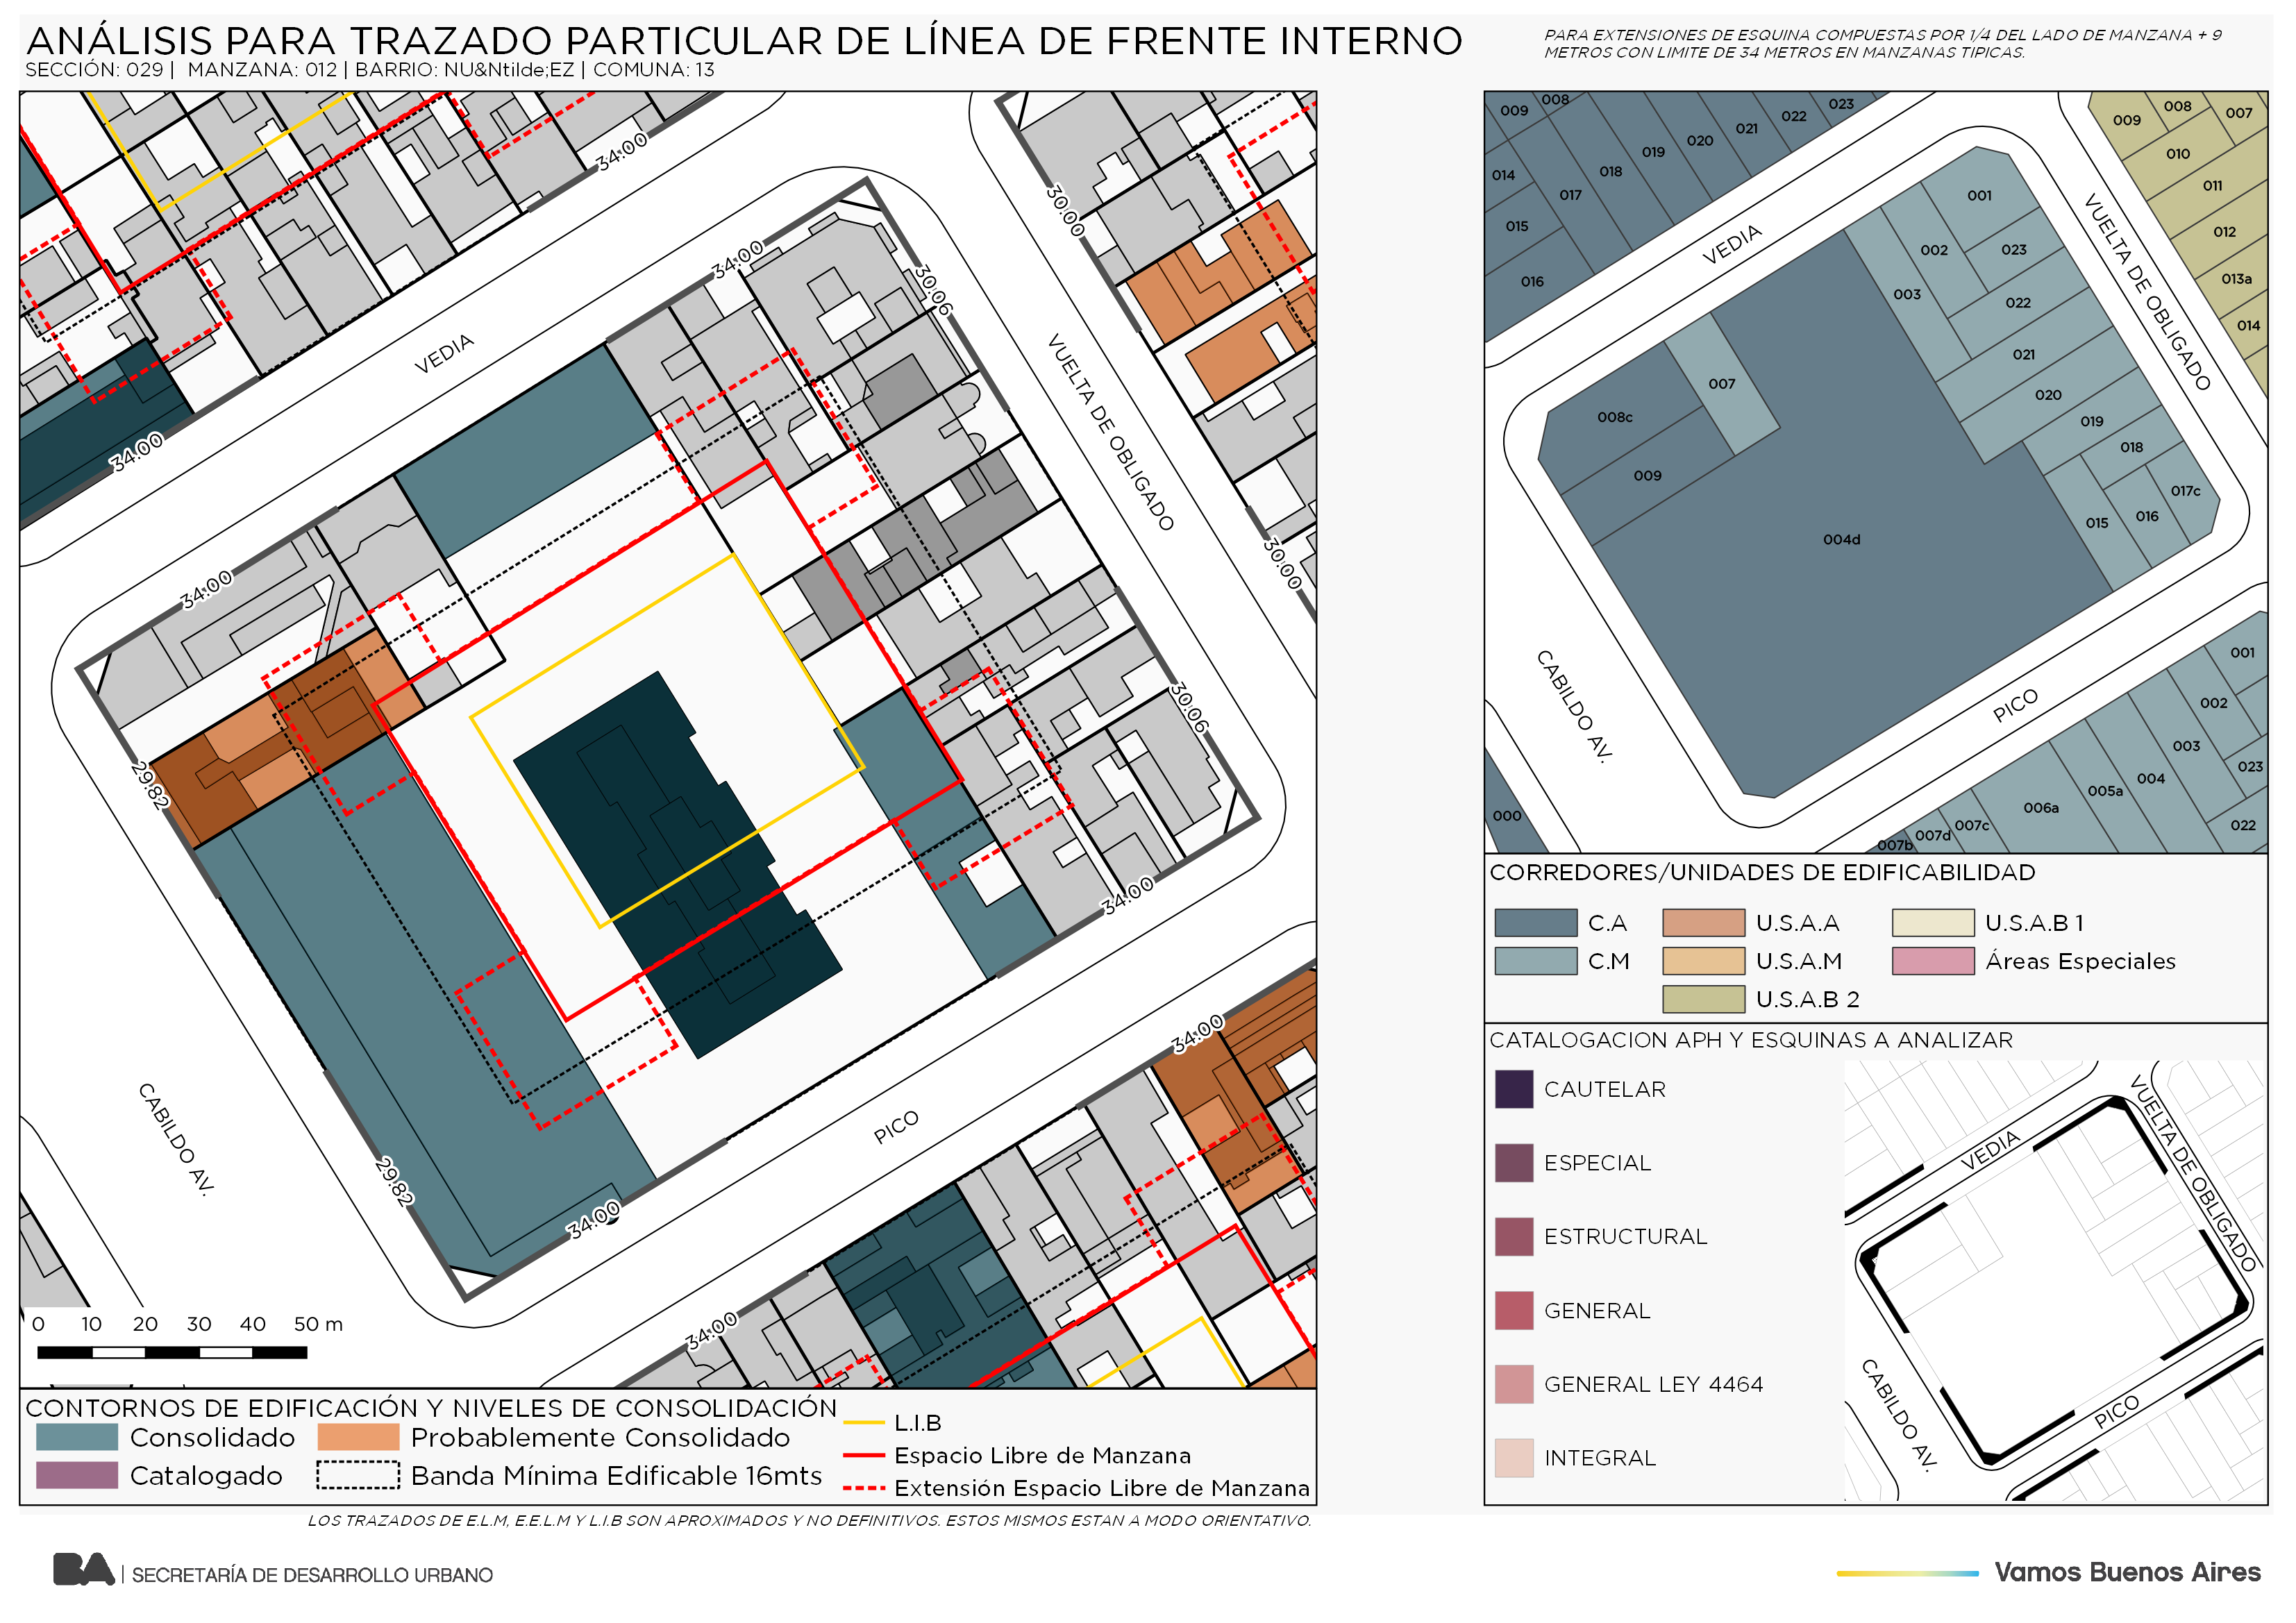 ANÁLISIS PARA TRAZADO PARTICULAR DE LÍNEA DE FRENTE INTERNO
SECCIÓN: 029 | MANZANA: 012 | BARRIO: NU&Ntilde;EZ | COMUNA: 13
PARA EXTENSIONES DE ESQUINA COMPUESTAS POR 1/4 DEL LADO DE MANZANA + 9
METROS CON LIMITE DE 34 METROS EN MANZANAS TIPICAS.
34.00
30.00
34.00
30.06
VEDIA
VUELTA DE OBLIGADO
34.00
34.00
30.00
29.82
30.06
34.00
34.00
PICO
CABILDO AV.
29.82
34.00
34.00
0 10 20 30 40 50 m
CONTORNOS DE EDIFICACIÓN Y NIVELES DE CONSOLIDACIÓN
Consolidado
Probablemente Consolidado
Catalogado
Banda Mínima Edificable 16mts
L.I.B
Espacio Libre de Manzana
Extensión Espacio Libre de Manzana
LOS TRAZADOS DE E.L.M, E.E.L.M Y L.I.B SON APROXIMADOS Y NO DEFINITIVOS. ESTOS MISMOS ESTAN A MODO ORIENTATIVO.
009
008
023
022
021
020
019
018
017
014
015
016
009
008
007
010
011
012
013a
014
VEDIA
VUELTA DE OBLIGADO
001
002
023
003
022
021
020
019
018
017c
016
015
007
008c
009
004d
CABILDO AV.
PICO
000
001
002
003
023
004
005a
006a
022
007c
007d
007b
CORREDORES/UNIDADES DE EDIFICABILIDAD
C.A
U.S.A.A
U.S.A.B 1
C.M
U.S.A.M
Áreas Especiales
U.S.A.B 2
CATALOGACION APH Y ESQUINAS A ANALIZAR
CAUTELAR
ESPECIAL
ESTRUCTURAL
GENERAL
GENERAL LEY 4464
INTEGRAL
VEDIA
VUELTA DE OBLIGADO
CABILDO AV.
PICO
BA | SECRETARÍA DE DESARROLLO URBANO
Vamos Buenos Aires